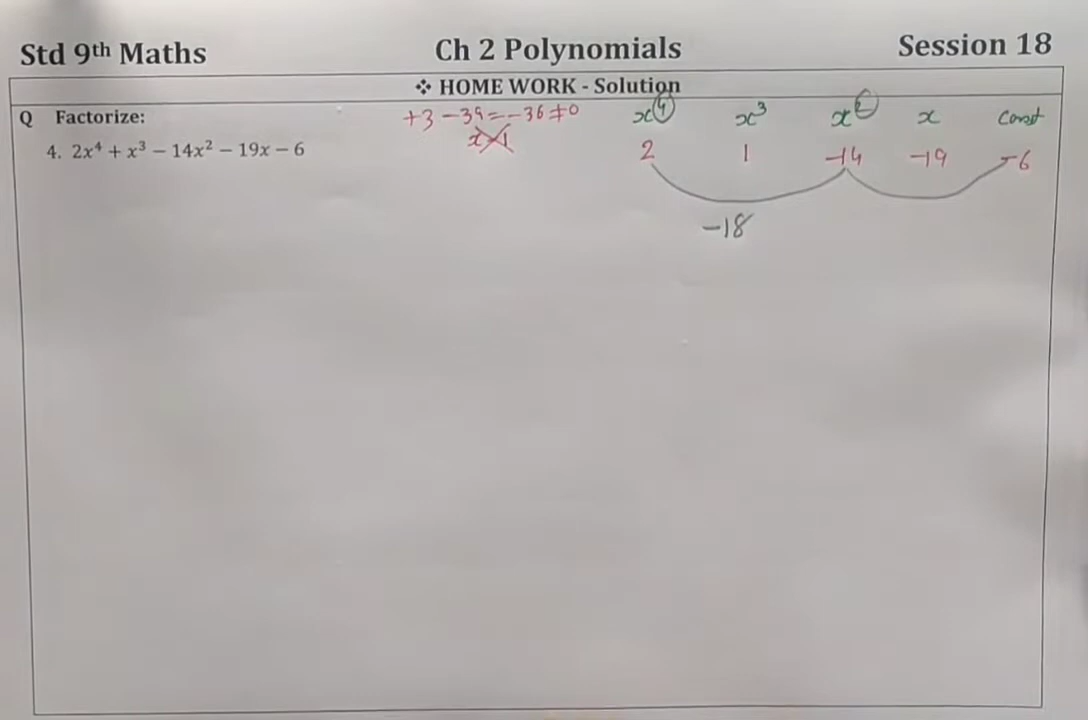 Std 9th Maths Ch 2 Polynomials Session 18
❖ HOME WORK - Solution
Q Factorize:
4. 2x⁴ + x³ − 14x² − 19x − 6
+3 −39 = −36 ≠ 0
x−1
x⁴ x³ x² x const
2 1 −14 −19 −6
−18